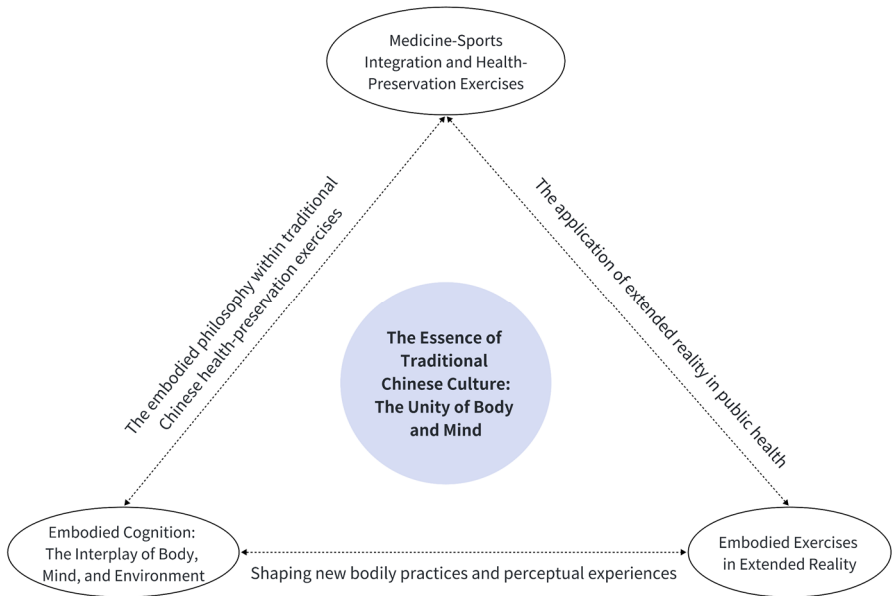 Medicine-Sports
Integration and Health-
Preservation Exercises
The embodied philosophy within traditional
Chinese health-preservation exercises
The application of extended reality in public health
The Essence of
Traditional
Chinese Culture:
The Unity of Body
and Mind
Embodied Cognition:
The Interplay of Body,
Mind, and Environment
Shaping new bodily practices and perceptual experiences
Embodied Exercises
in Extended Reality